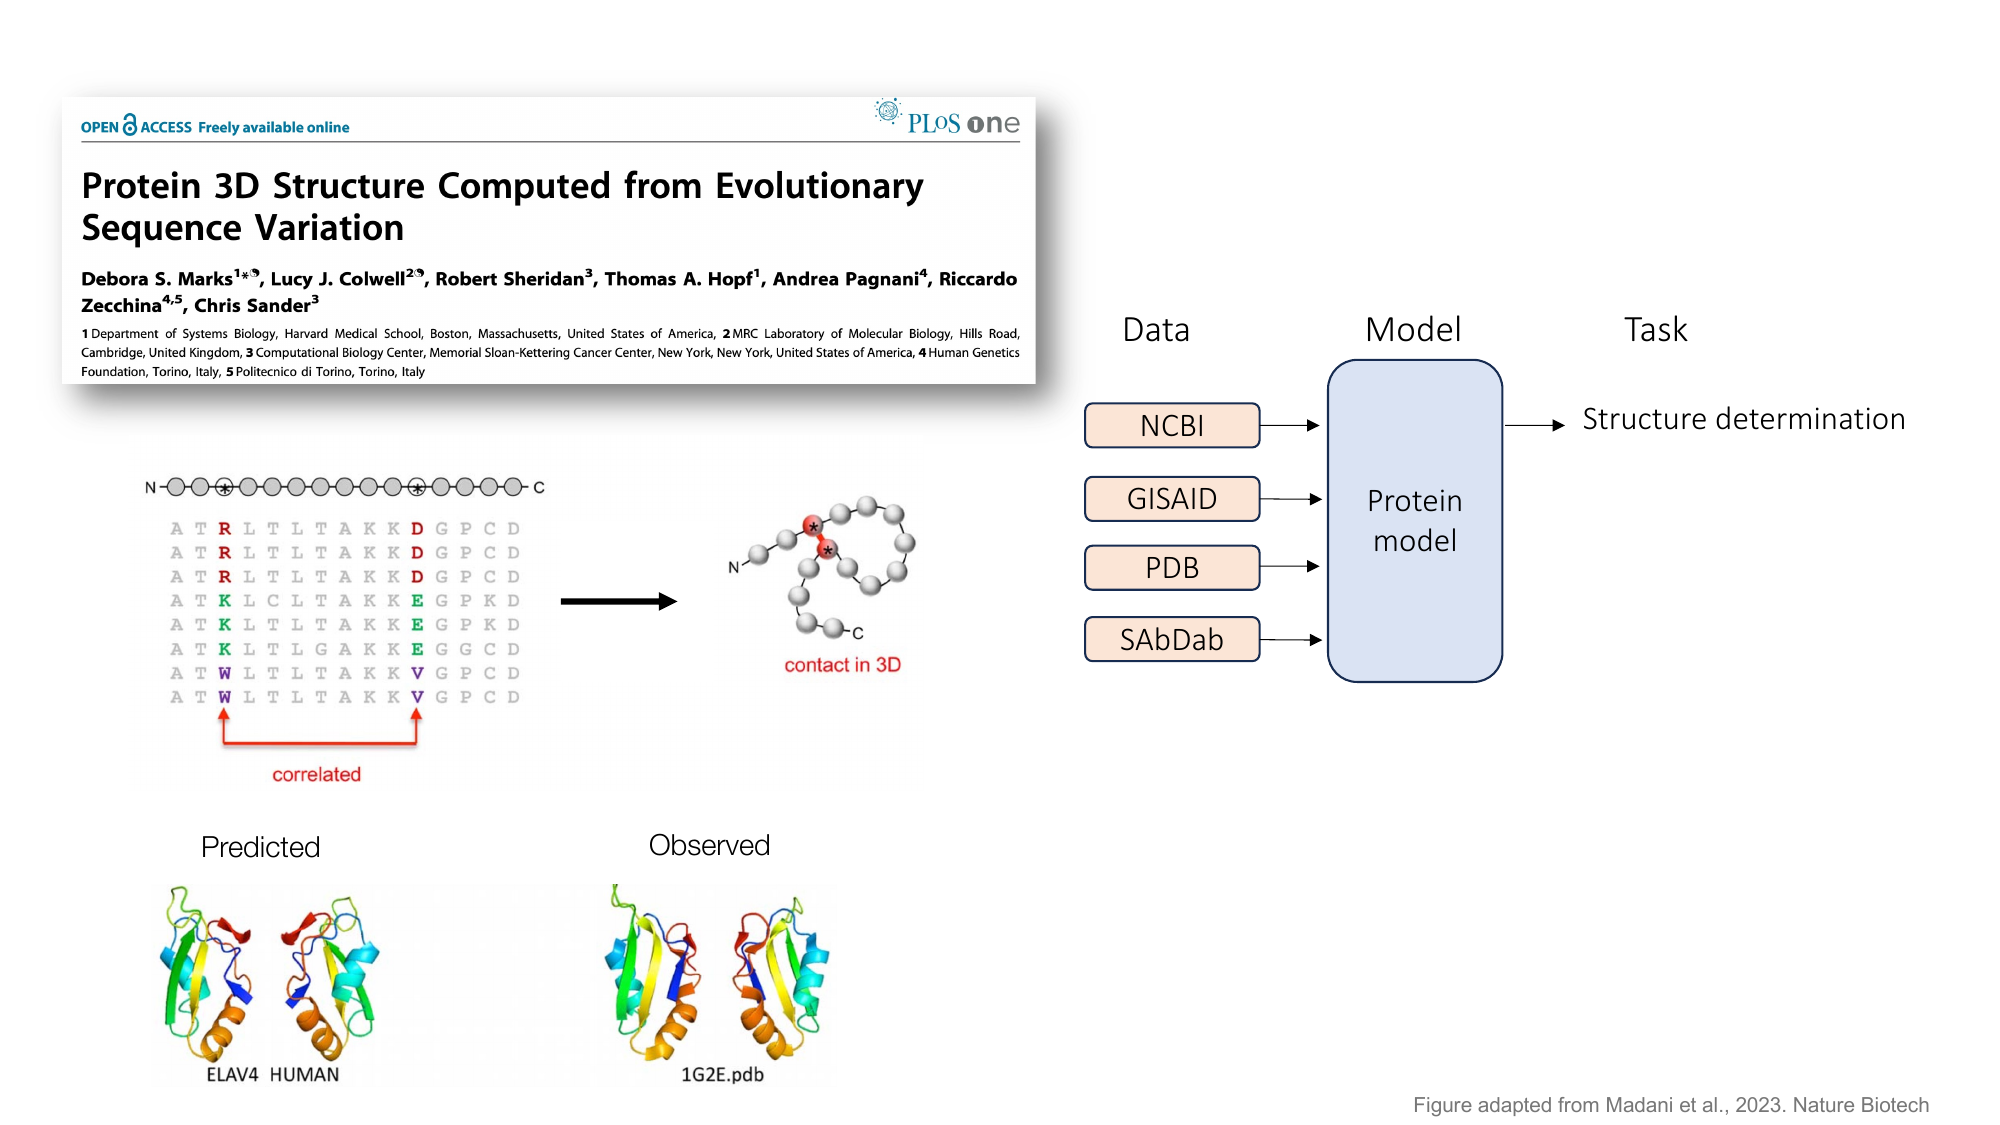 OPEN ACCESS Freely available online
PLoS one
Protein 3D Structure Computed from Evolutionary
Sequence Variation
Debora S. Marks1*, Lucy J. Colwell2, Robert Sheridan3, Thomas A. Hopf1, Andrea Pagnani4, Riccardo
Zecchina4,5, Chris Sander3
1 Department of Systems Biology, Harvard Medical School, Boston, Massachusetts, United States of America, 2 MRC Laboratory of Molecular Biology, Hills Road,
Cambridge, United Kingdom, 3 Computational Biology Center, Memorial Sloan-Kettering Cancer Center, New York, New York, United States of America, 4 Human Genetics
Foundation, Torino, Italy, 5 Politecnico di Torino, Torino, Italy
N * * C
A T R L T L T A K K D G P C D
A T R L T L T A K K D G P C D
A T R L T L T A K K D G P C D
A T K L C L T A K K E G P K D
A T K L T L T A K K E G P K D
A T K L T L G A K K E G G C D
A T W L T L T A K K V G P C D
A T W L T L T A K K V G P C D
correlated
N * * C
contact in 3D
Predicted
Observed
ELAV4 HUMAN
1G2E.pdb
Data
Model
Task
NCBI
GISAID
PDB
SAbDab
Protein
model
Structure determination
Figure adapted from Madani et al., 2023. Nature Biotech